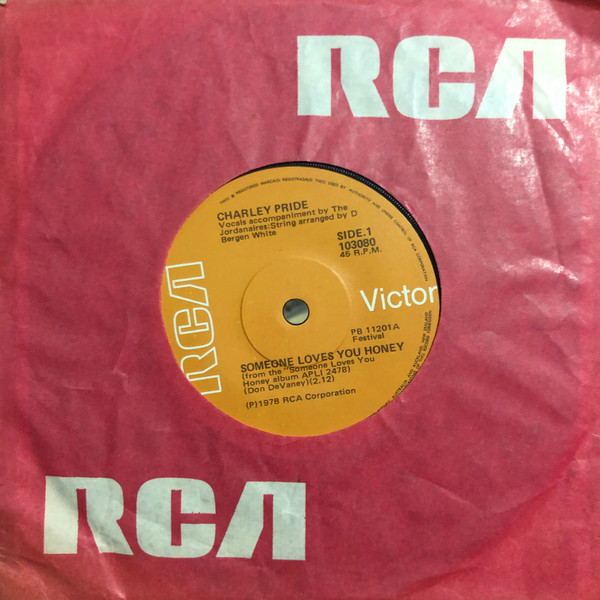 RCA
CHARLEY PRIDE
Vocals accompaniment by The
Jordanaires:String arranged by D
Bergen White
SIDE.1
103080
45 R.P.M.
RCA
Victor
PB 11201A
Festival
SOMEONE LOVES YOU HONEY
(from the "Someone Loves You
Honey album APLI 2478)
(Don DeVaney)(2.12)
(P)1978 RCA Corporation
RCA